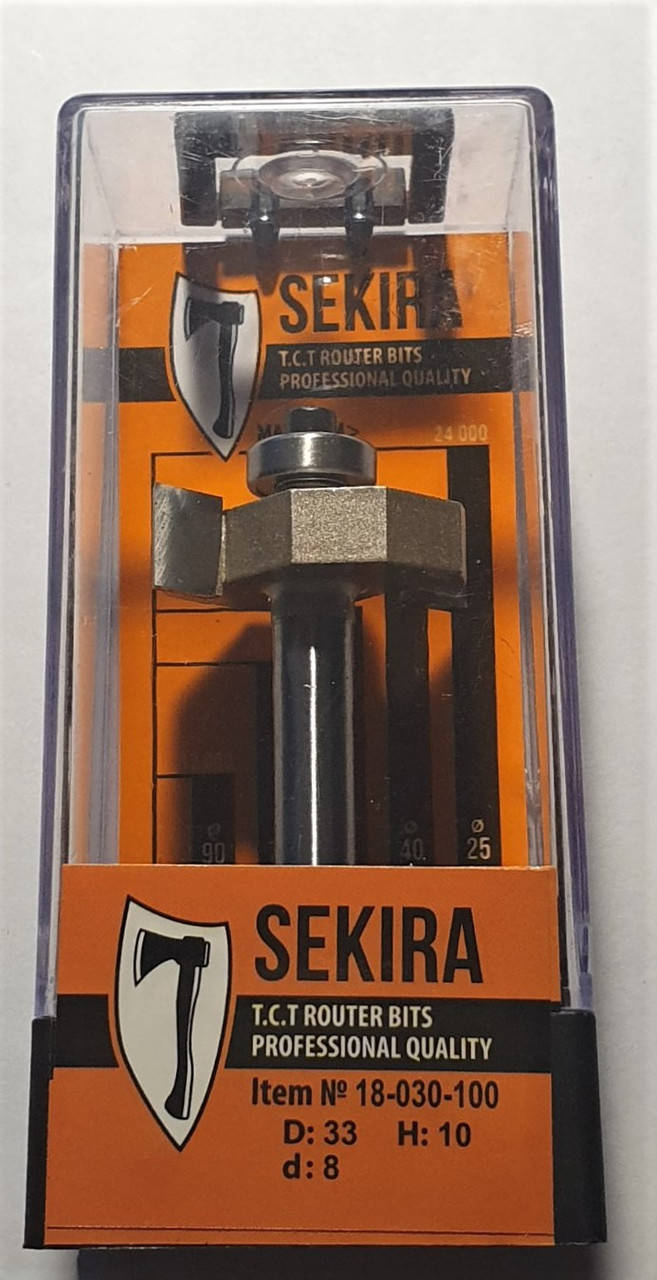 SEKIRA
T.C.T ROUTER BITS
PROFESSIONAL QUALITY
24 000
Ø Ø Ø
90 40 25
SEKIRA
T.C.T ROUTER BITS
PROFESSIONAL QUALITY
Item № 18-030-100
D: 33 H: 10
d: 8